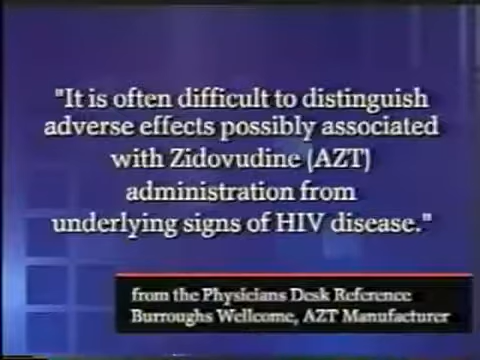 "It is often difficult to distinguish
adverse effects possibly associated
with Zidovudine (AZT)
administration from
underlying signs of HIV disease."
from the Physicians Desk Reference
Burroughs Wellcome, AZT Manufacturer